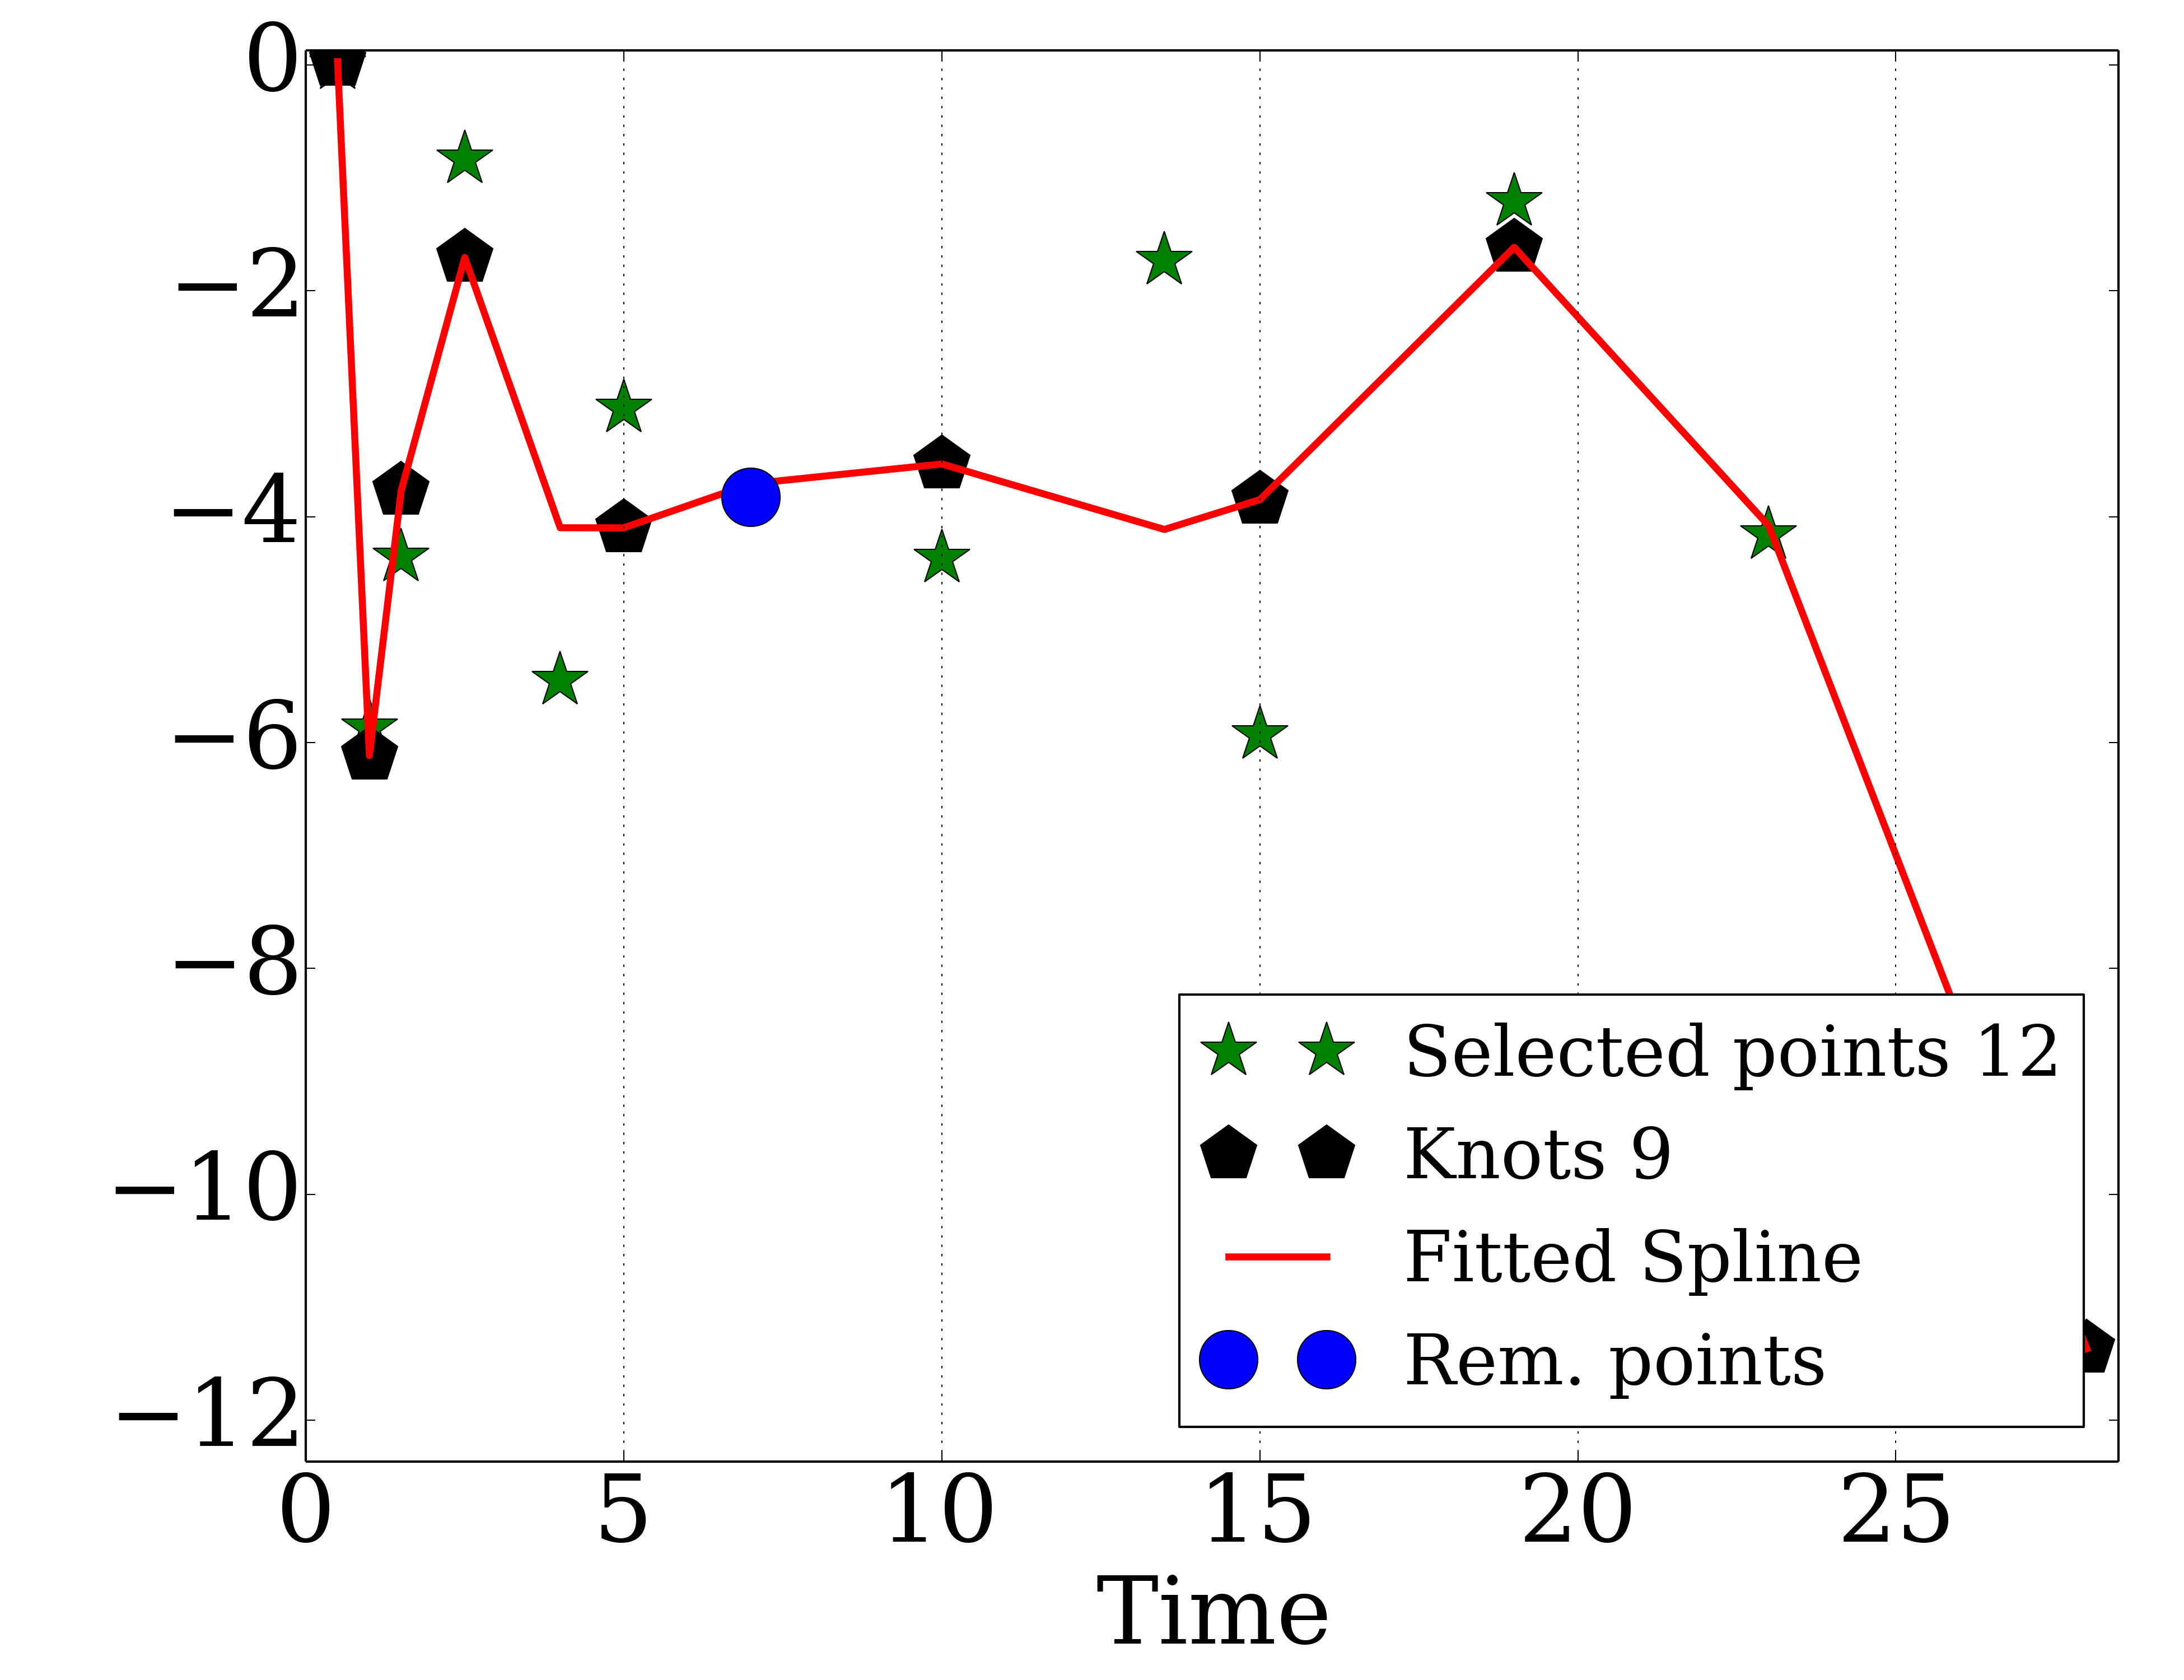 0
−2
−4
−6
−8
−10
−12
Selected points 12
Knots 9
Fitted Spline
Rem. points
0 5 10 15 20 25
Time